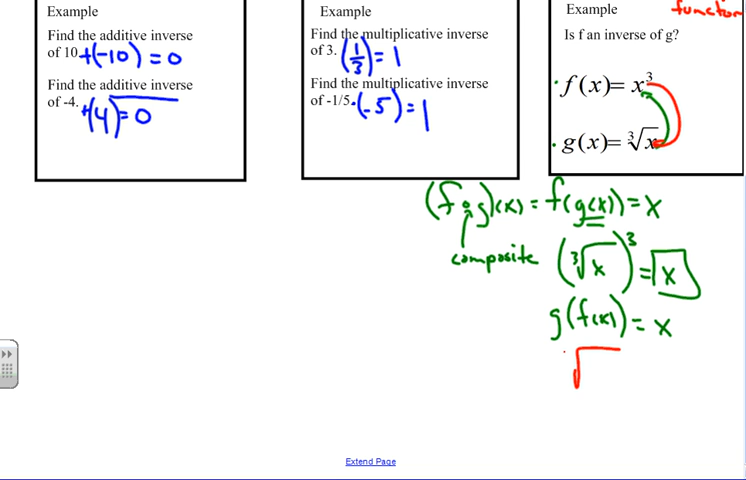 Example
Find the additive inverse
of 10 +(-10) = 0
Find the additive inverse
of -4. +(4) = 0
Example
Find the multiplicative inverse
of 3. (1/3) = 1
Find the multiplicative inverse
of -1/5. (-5) = 1
function
Example
Is f an inverse of g?
f(x) = x³
g(x) = ∛x
(f∘g)(x) = f(g(x)) = x
composite (∛x)³ = x
g(f(x)) = x
√
Extend Page